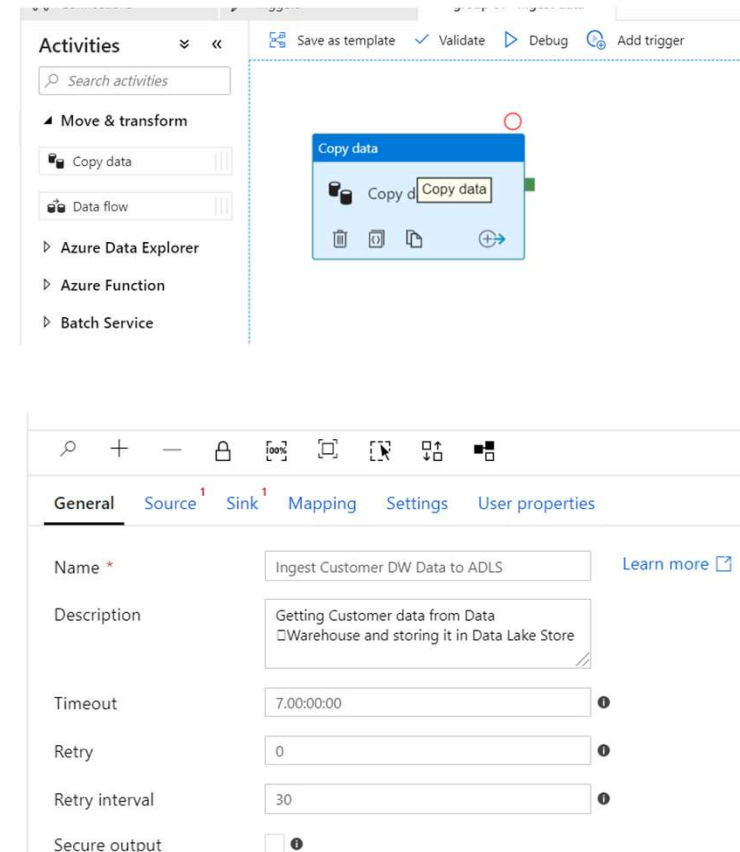 Activities
Save as template
Validate
Debug
Add trigger
Search activities
Move & transform
Copy data
Data flow
Azure Data Explorer
Azure Function
Batch Service
Copy data
Copy d
Copy data
100%
General
Source 1
Sink 1
Mapping
Settings
User properties
Name *
Ingest Customer DW Data to ADLS
Learn more
Description
Getting Customer data from Data
Warehouse and storing it in Data Lake Store
Timeout
7.00:00:00
Retry
0
Retry interval
30
Secure output